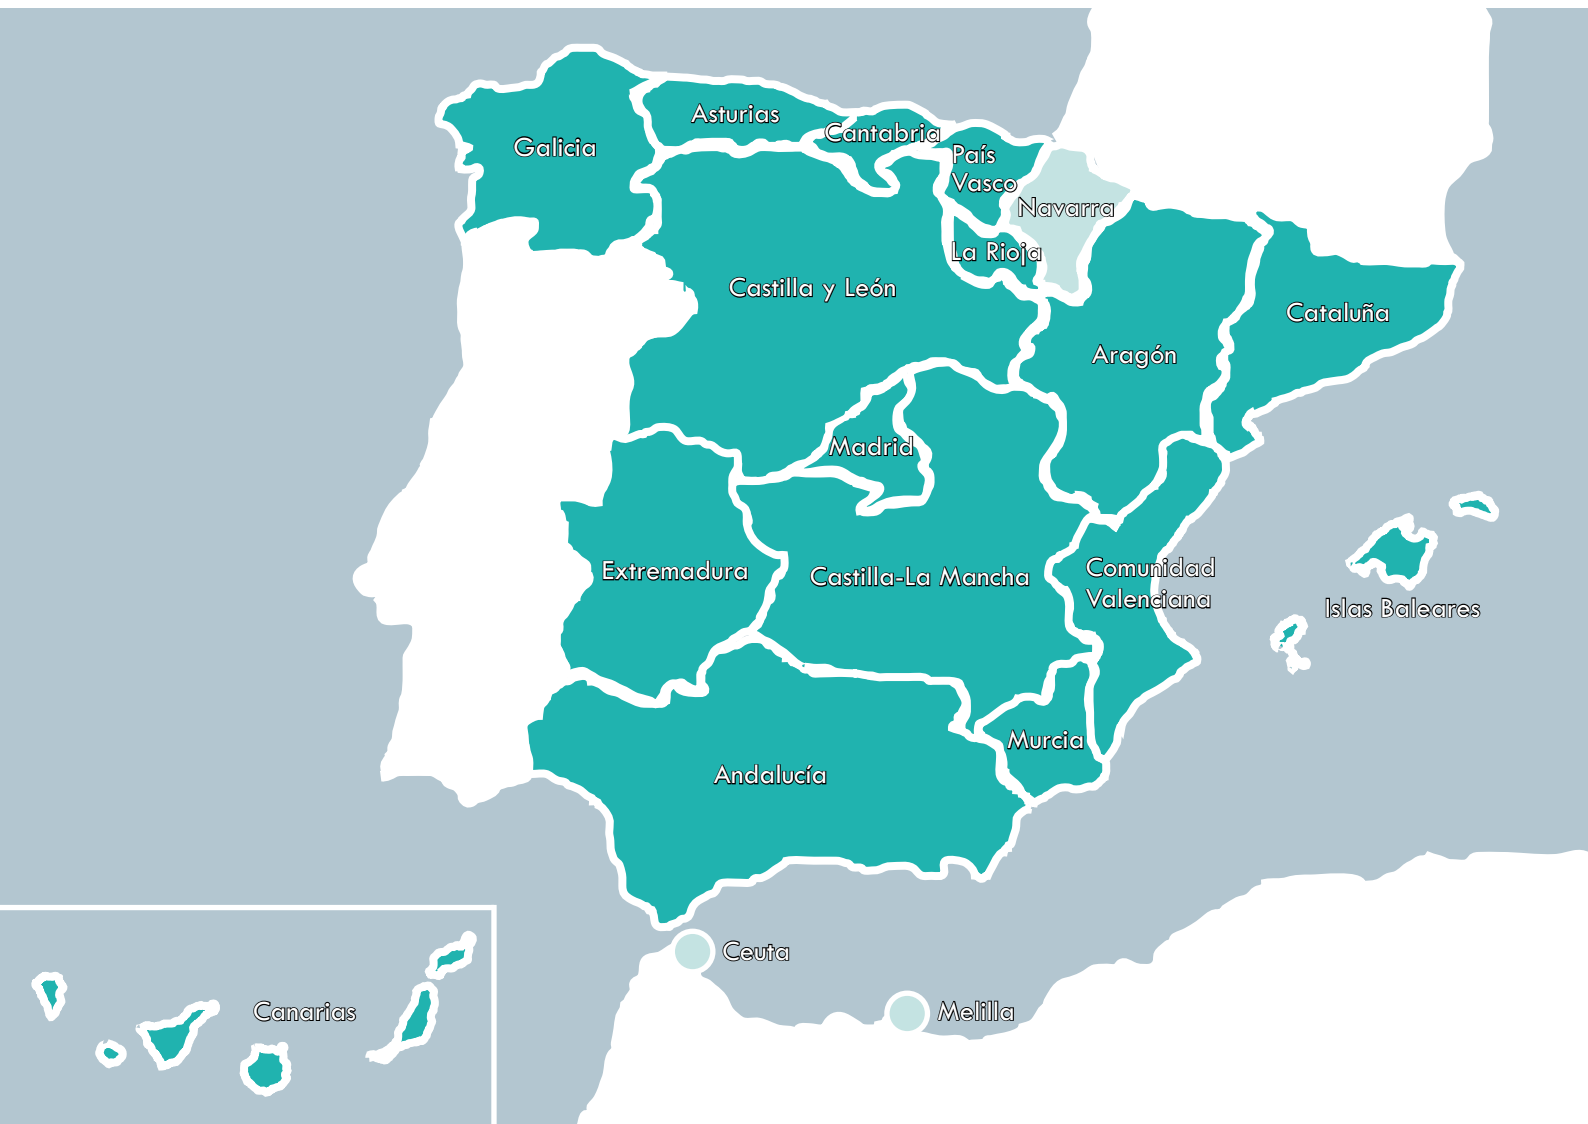 Asturias
Cantabria
Galicia
País
Vasco
Navarra
La Rioja
Castilla y León
Cataluña
Aragón
Madrid
Extremadura
Castilla-La Mancha
Comunidad
Valenciana
Islas Baleares
Murcia
Andalucía
Ceuta
Canarias
Melilla